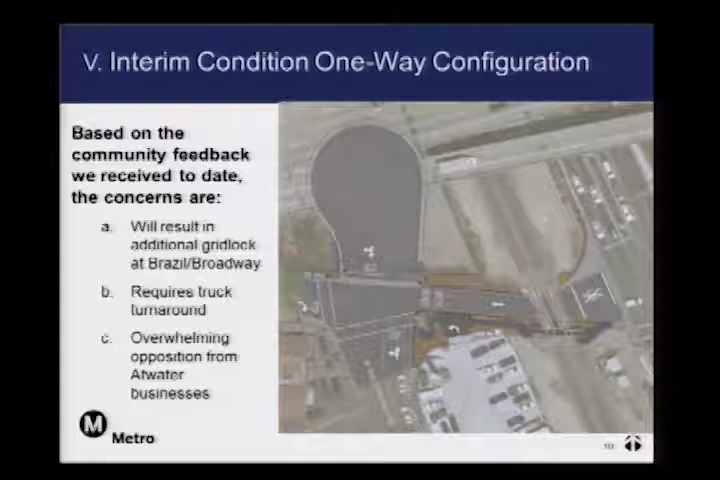 V. Interim Condition One-Way Configuration
Based on the
community feedback
we received to date,
the concerns are:
a. Will result in
additional gridlock
at Brazil/Broadway
b. Requires truck
turnaround
c. Overwhelming
opposition from
Atwater
businesses
M
Metro